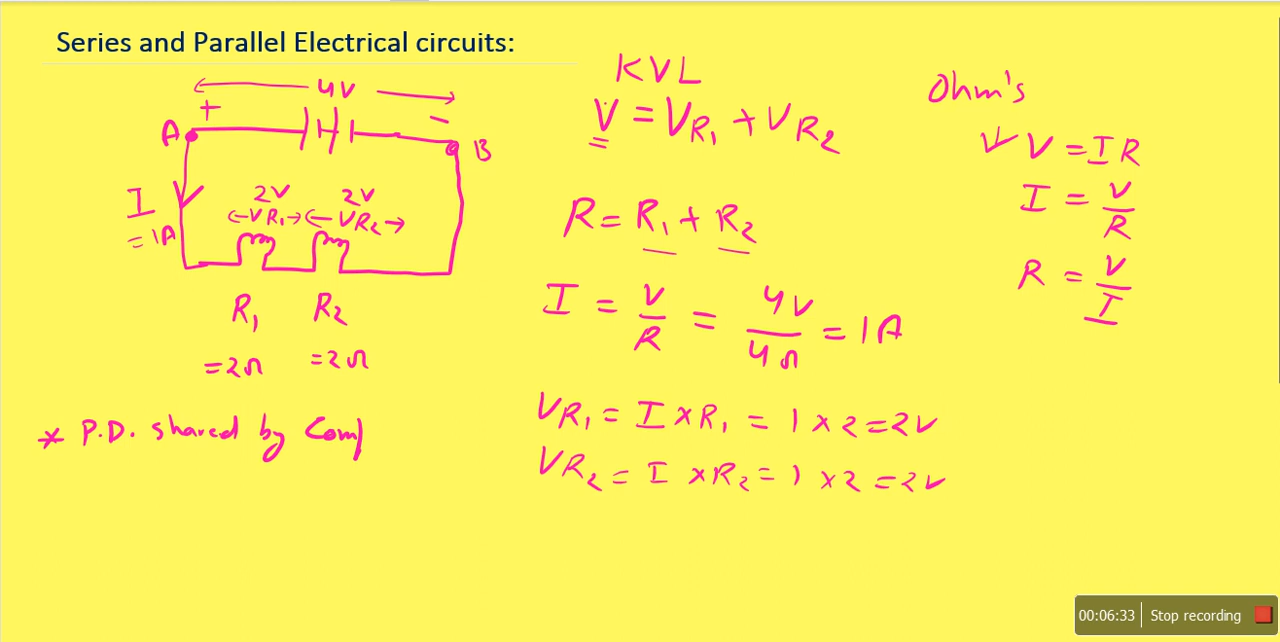 Series and Parallel Electrical circuits:
4V
+ −
A
B
I
= 1A
2V 2V
VR₁ VR₂
R₁ R₂
=2Ω =2Ω
* P.D. shared by Comp
KVL
V = VR₁ + VR₂
R = R₁ + R₂
I = V/R = 4V/4Ω = 1A
VR₁ = I × R₁ = 1 × 2 = 2V
VR₂ = I × R₂ = 1 × 2 = 2V
Ohm's
V = IR
I = V/R
R = V/I
00:06:33 Stop recording